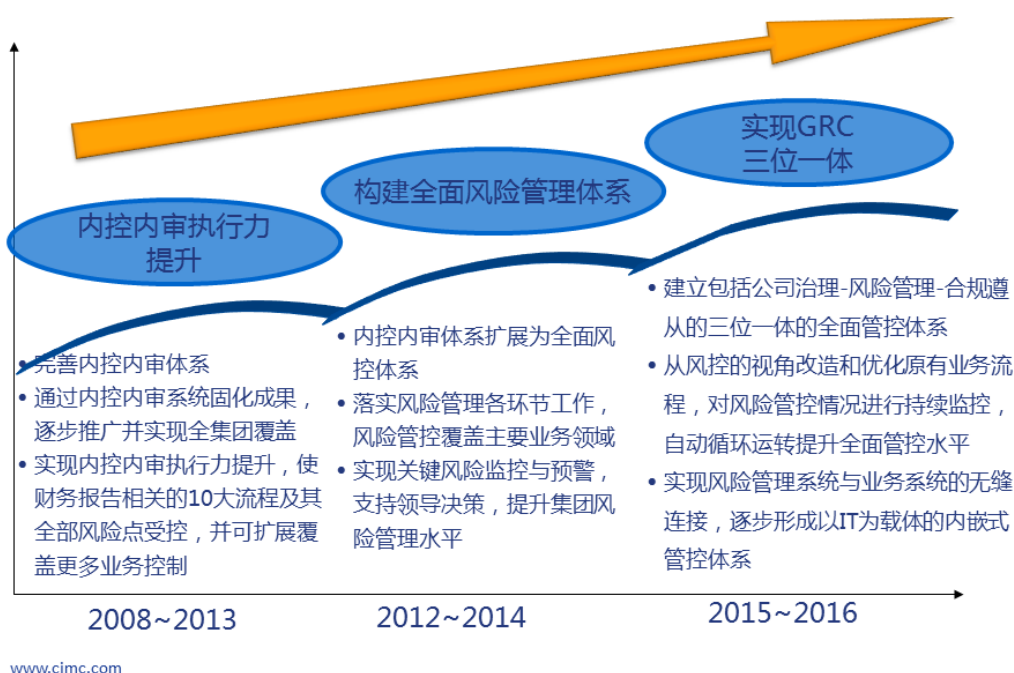 实现GRC
三位一体
构建全面风险管理体系
内控内审执行力
提升
• 完善内控内审体系
• 通过内控内审系统固化成果，
逐步推广并实现全集团覆盖
• 实现内控内审执行力提升，使
财务报告相关的10大流程及其
全部风险点受控，并可扩展覆
盖更多业务控制
• 内控内审体系扩展为全面风
控体系
• 落实风险管理各环节工作，
风险管控覆盖主要业务领域
• 实现关键风险监控与预警，
支持领导决策，提升集团风
险管理水平
• 建立包括公司治理-风险管理-合规遵
从的三位一体的全面管控体系
• 从风控的视角改造和优化原有业务流
程，对风险管控情况进行持续监控，
自动循环运转提升全面管控水平
• 实现风险管理系统与业务系统的无缝
连接，逐步形成以IT为载体的内嵌式
管控体系
2008~2013
2012~2014
2015~2016
www.cimc.com